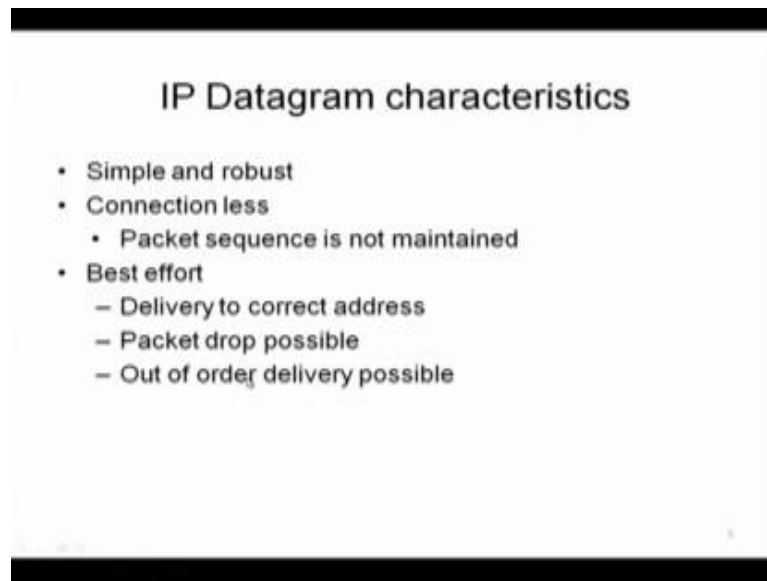 IP Datagram characteristics
• Simple and robust
• Connection less
• Packet sequence is not maintained
• Best effort
– Delivery to correct address
– Packet drop possible
– Out of order delivery possible